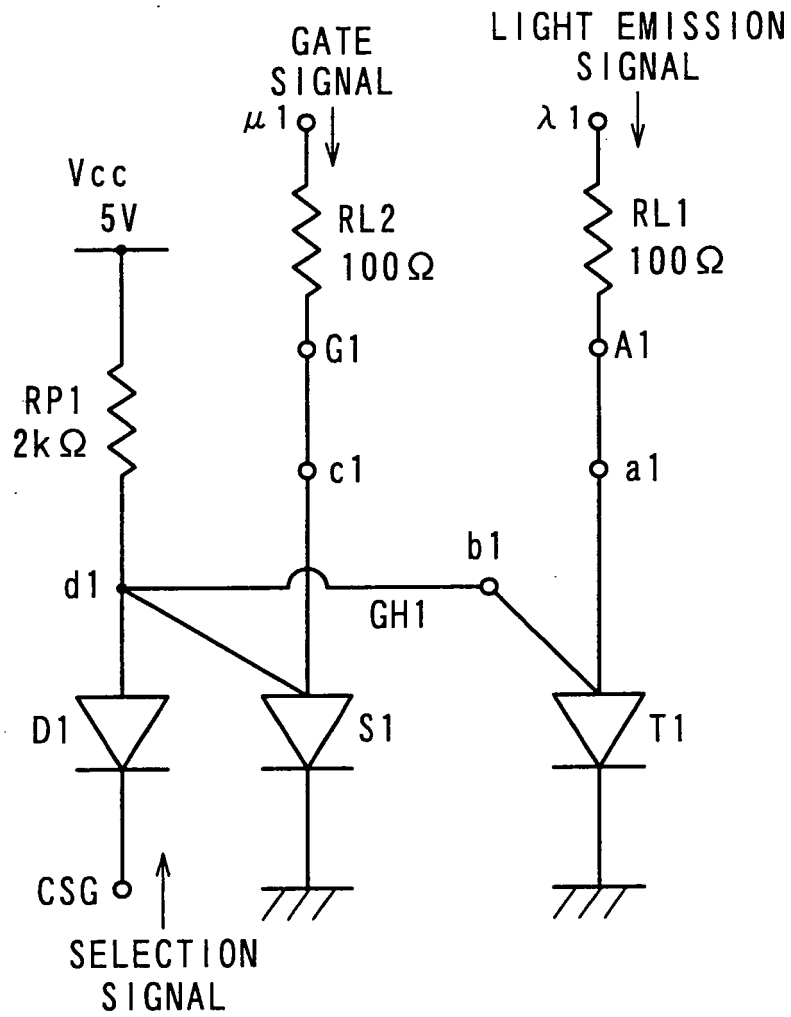 LIGHT EMISSION
SIGNAL
GATE
SIGNAL
μ1
λ1
Vcc
5V
RL2
100Ω
RL1
100Ω
G1
A1
RP1
2kΩ
c1
a1
b1
d1
GH1
D1
S1
T1
CSG
SELECTION
SIGNAL